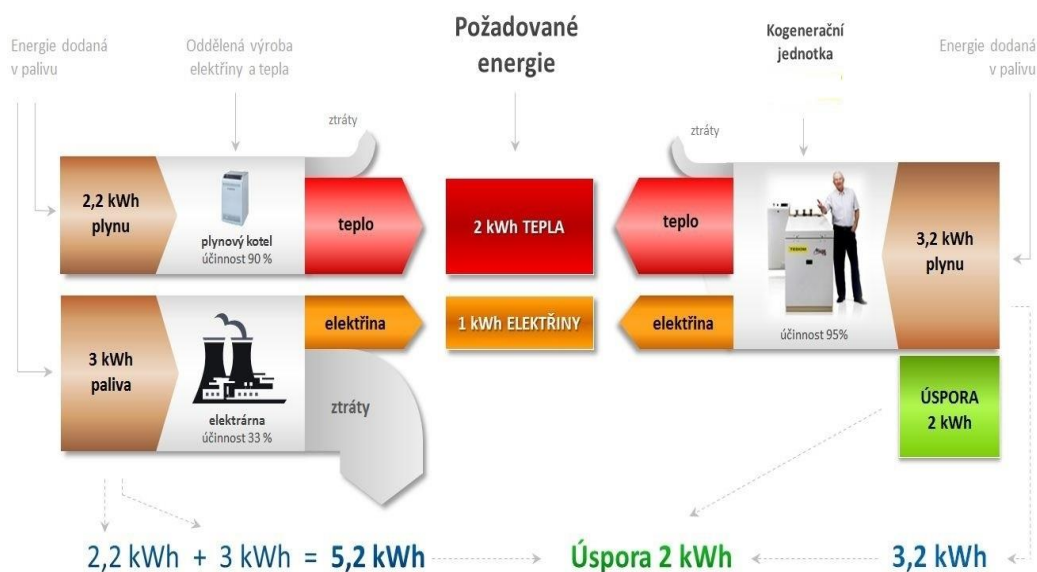 Energie dodaná
v palivu
Oddělená výroba
elektřiny a tepla
Požadované
energie
Kogenerační
jednotka
Energie dodaná
v palivu
ztráty
ztráty
2,2 kWh
plynu
plynový kotel
účinnost 90 %
teplo
2 kWh TEPLA
teplo
TEDOM
3,2 kWh
plynu
elektřina
1 kWh ELEKTŘINY
elektřina
účinnost 95%
3 kWh
paliva
elektrárna
účinnost 33 %
ztráty
ÚSPORA
2 kWh
2,2 kWh + 3 kWh = 5,2 kWh
Úspora 2 kWh
3,2 kWh